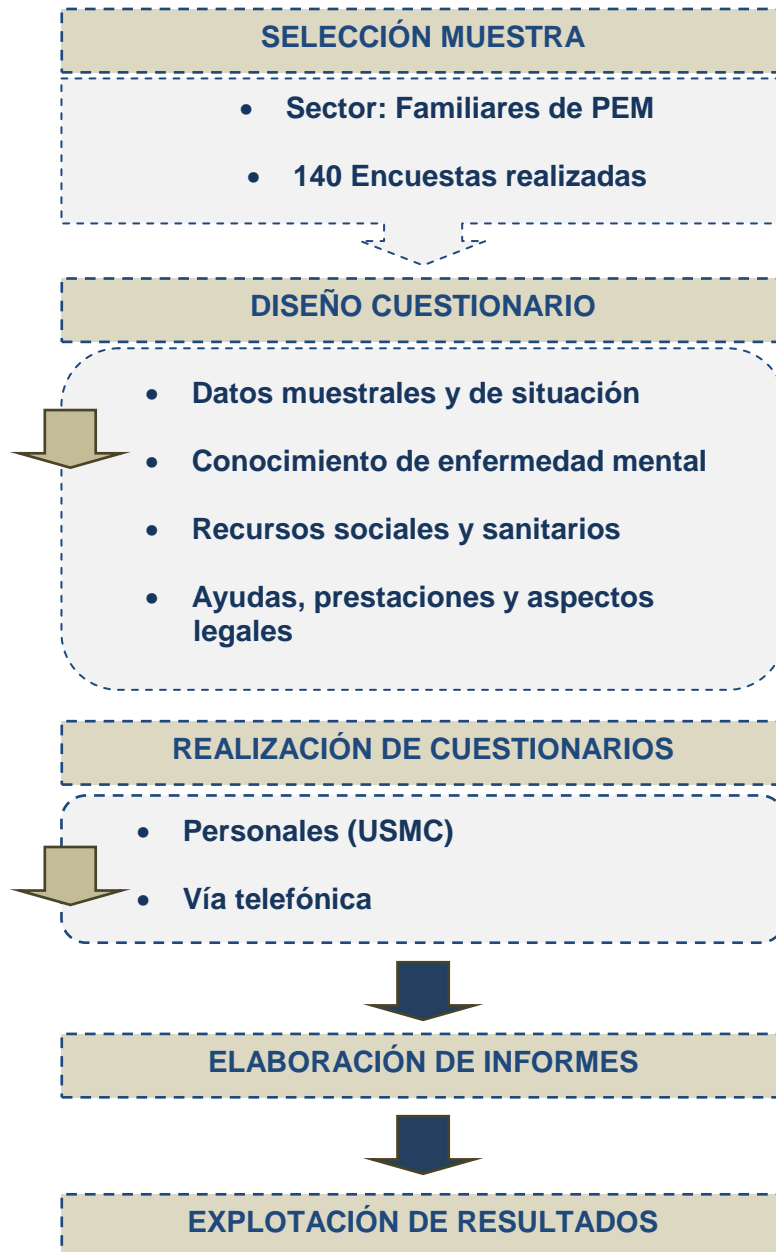 SELECCIÓN MUESTRA
• Sector: Familiares de PEM
• 140 Encuestas realizadas
DISEÑO CUESTIONARIO
• Datos muestrales y de situación
• Conocimiento de enfermedad mental
• Recursos sociales y sanitarios
• Ayudas, prestaciones y aspectos
legales
REALIZACIÓN DE CUESTIONARIOS
• Personales (USMC)
• Vía telefónica
ELABORACIÓN DE INFORMES
EXPLOTACIÓN DE RESULTADOS